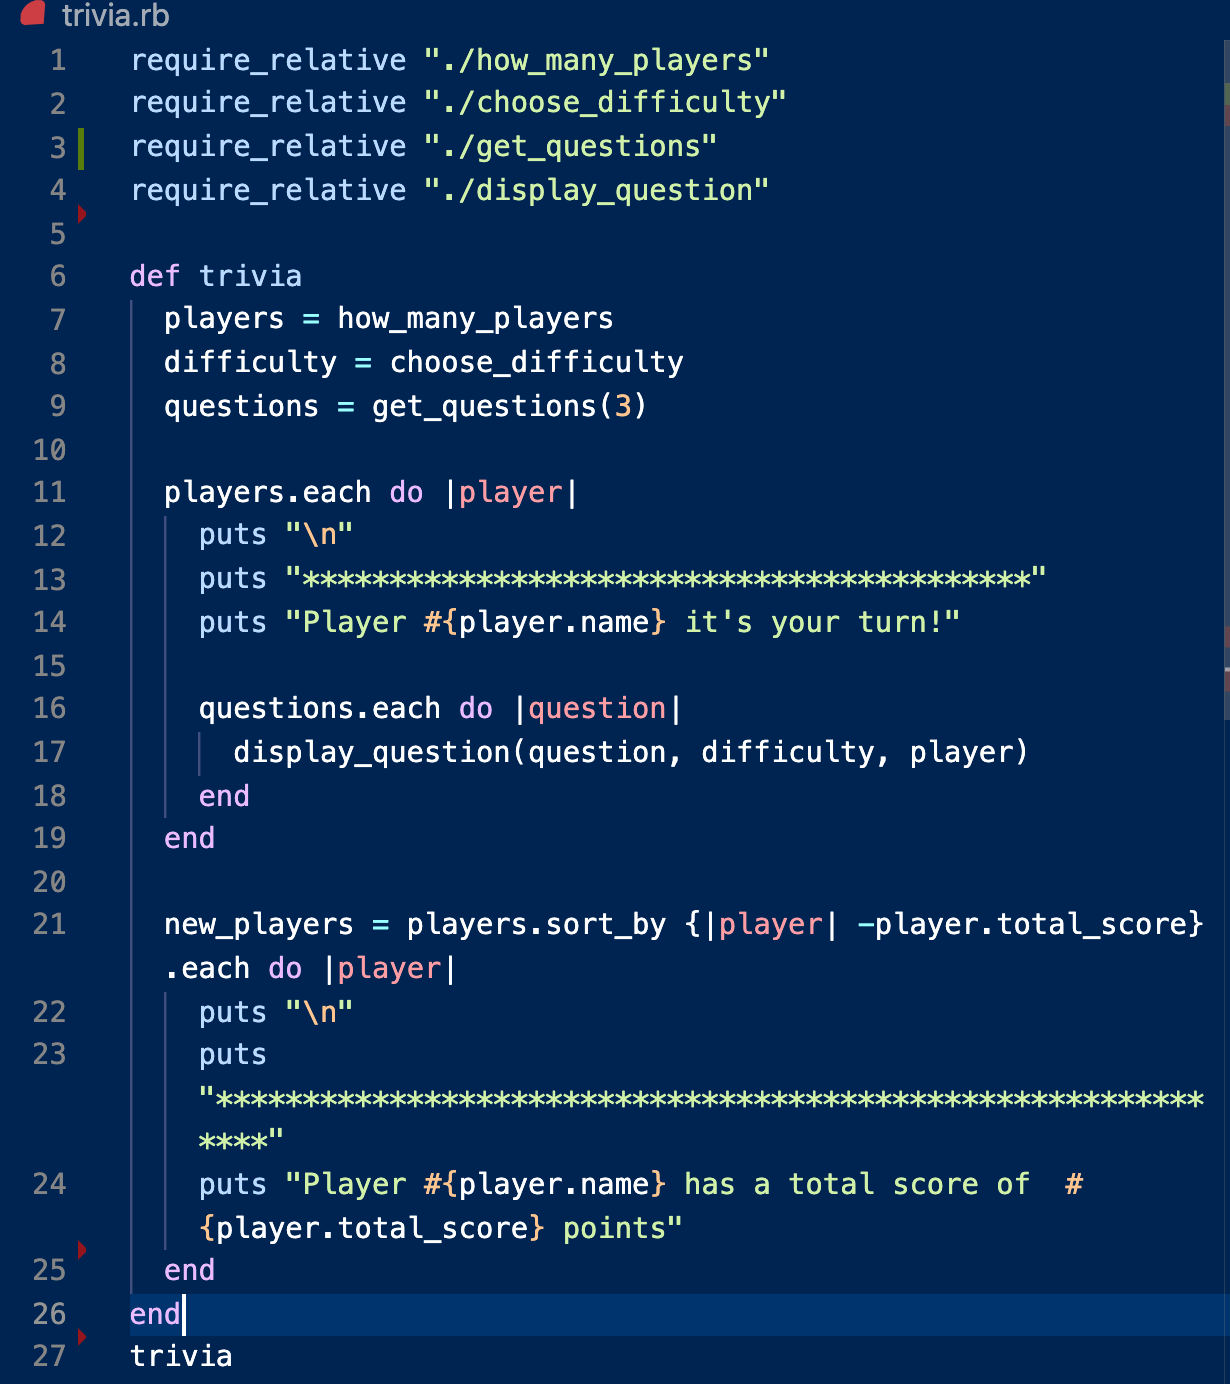 trivia.rb
1 require_relative "./how_many_players"
2 require_relative "./choose_difficulty"
3 require_relative "./get_questions"
4 require_relative "./display_question"
5
6 def trivia
7   players = how_many_players
8   difficulty = choose_difficulty
9   questions = get_questions(3)
10
11   players.each do |player|
12     puts "\n"
13     puts "******************************************"
14     puts "Player #{player.name} it's your turn!"
15
16     questions.each do |question|
17       display_question(question, difficulty, player)
18     end
19   end
20
21   new_players = players.sort_by {|player| -player.total_score}
  .each do |player|
22     puts "\n"
23     puts
    "*********************************************************
    ****"
24     puts "Player #{player.name} has a total score of  #
    {player.total_score} points"
25   end
26 end
27 trivia